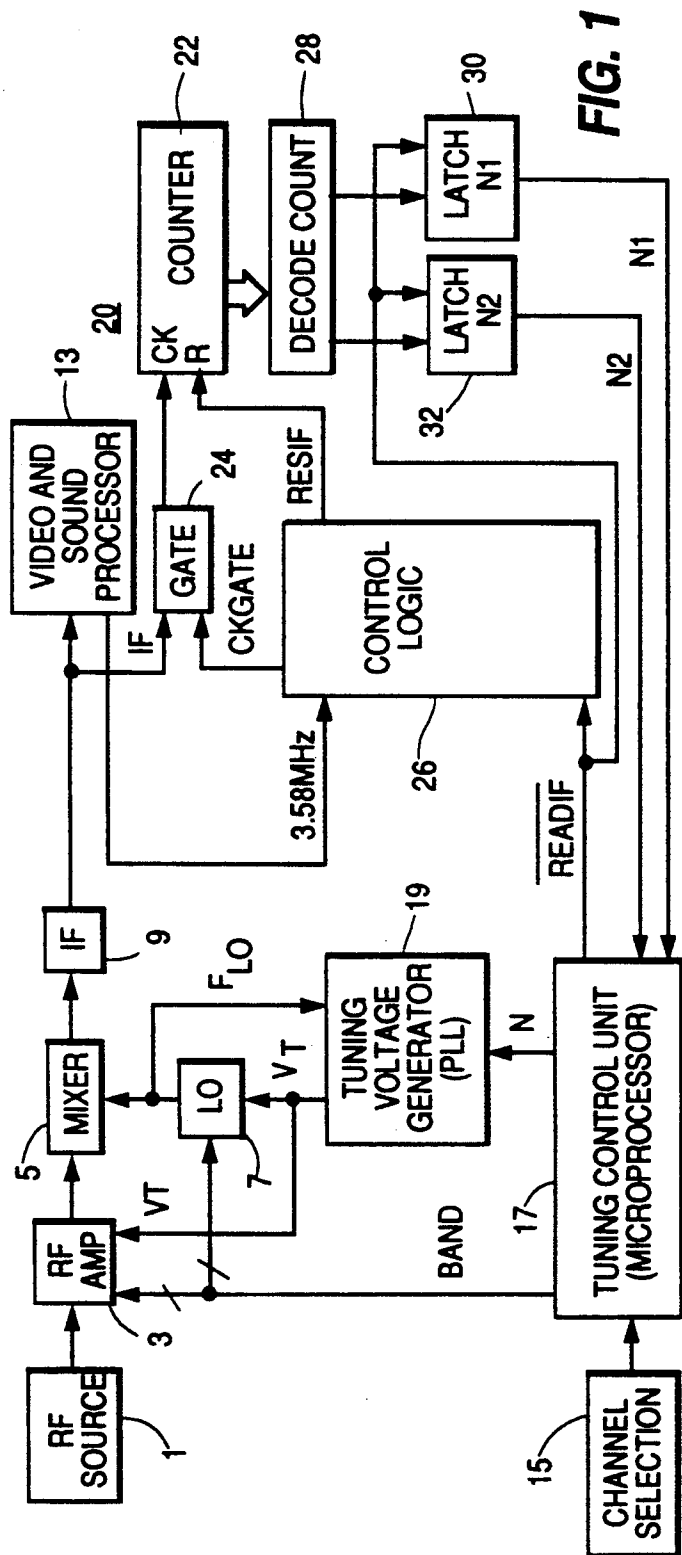 RF
SOURCE
1
RF
AMP
3
VT
MIXER
5
LO
7
F_LO
V_T
IF
9
VIDEO AND
SOUND
PROCESSOR
13
IF
GATE
24
CKGATE
20
CK
R
COUNTER
22
RESIF
DECODE COUNT
28
3.58MHz
CONTROL
LOGIC
26
LATCH
N2
32
LATCH
N1
30
TUNING
VOLTAGE
GENERATOR
(PLL)
19
N
BAND
READIF
N2
N1
CHANNEL
SELECTION
15
TUNING CONTROL UNIT
(MICROPROCESSOR)
17
FIG. 1